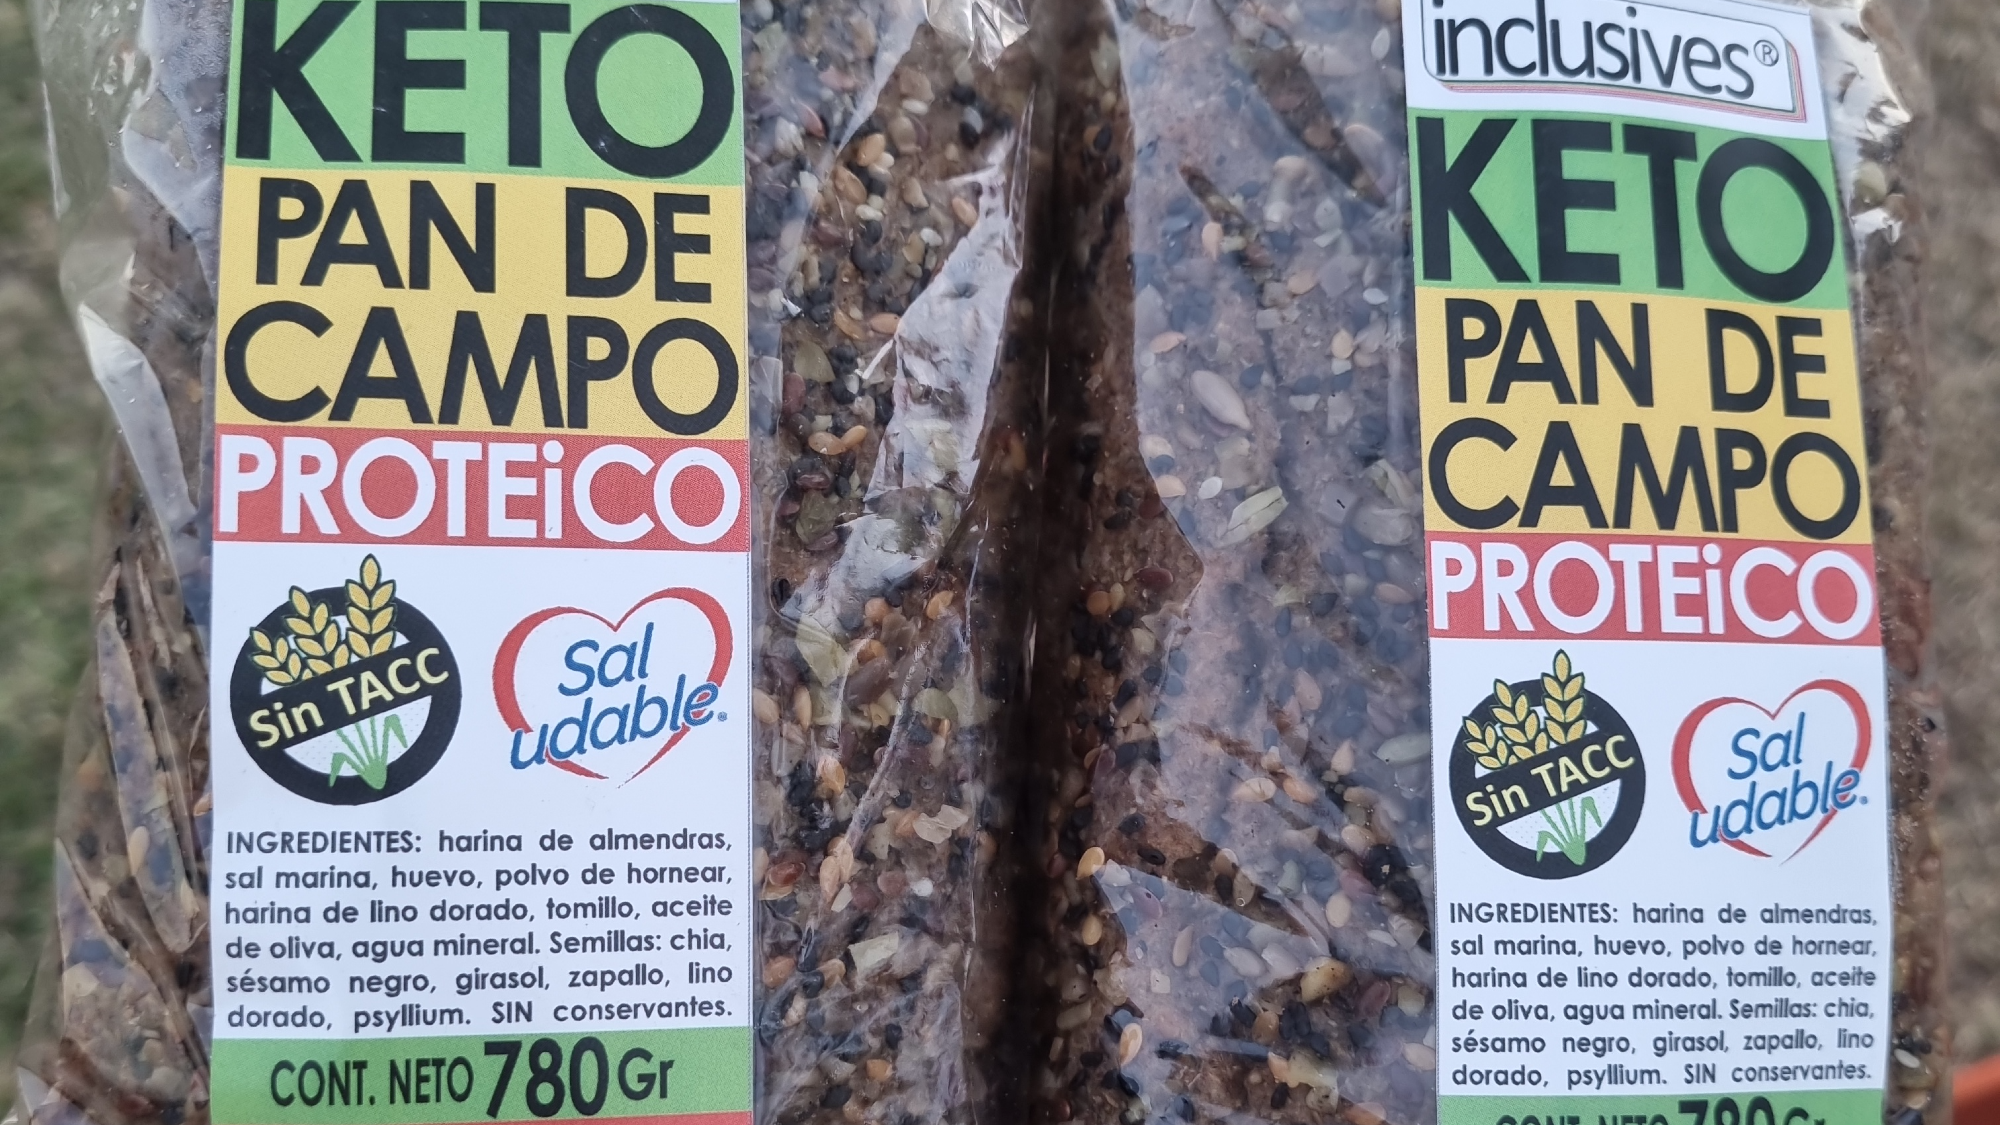 KETO
PAN DE
CAMPO
PROTEiCO
Sin TACC
Sal
udable®
INGREDIENTES: harina de almendras,
sal marina, huevo, polvo de hornear,
harina de lino dorado, tomillo, aceite
de oliva, agua mineral. Semillas: chia,
sésamo negro, girasol, zapallo, lino
dorado, psyllium. SIN conservantes.
CONT. NETO 780 Gr
inclusives®
KETO
PAN DE
CAMPO
PROTEiCO
Sin TACC
Sal
udable®
INGREDIENTES: harina de almendras,
sal marina, huevo, polvo de hornear,
harina de lino dorado, tomillo, aceite
de oliva, agua mineral. Semillas: chia,
sésamo negro, girasol, zapallo, lino
dorado, psyllium. SIN conservantes.
CONT. NETO 780 Gr